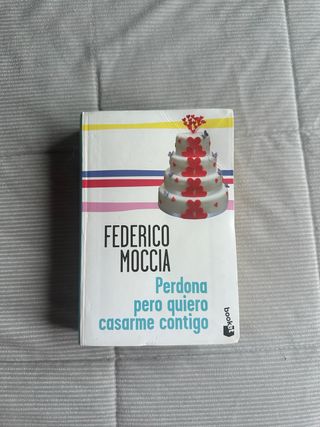 FEDERICO
MOCCIA
Perdona
pero quiero
casarme contigo
booket